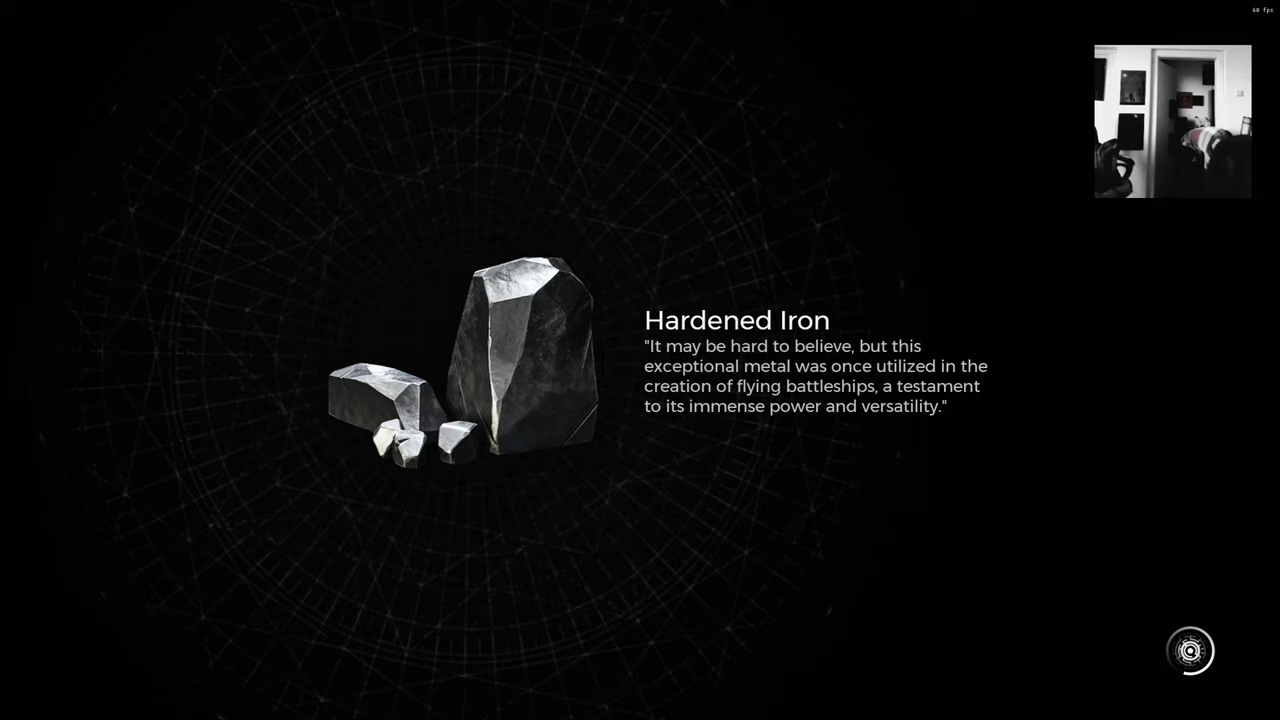 60 fps
Hardened Iron
"It may be hard to believe, but this
exceptional metal was once utilized in the
creation of flying battleships, a testament
to its immense power and versatility."